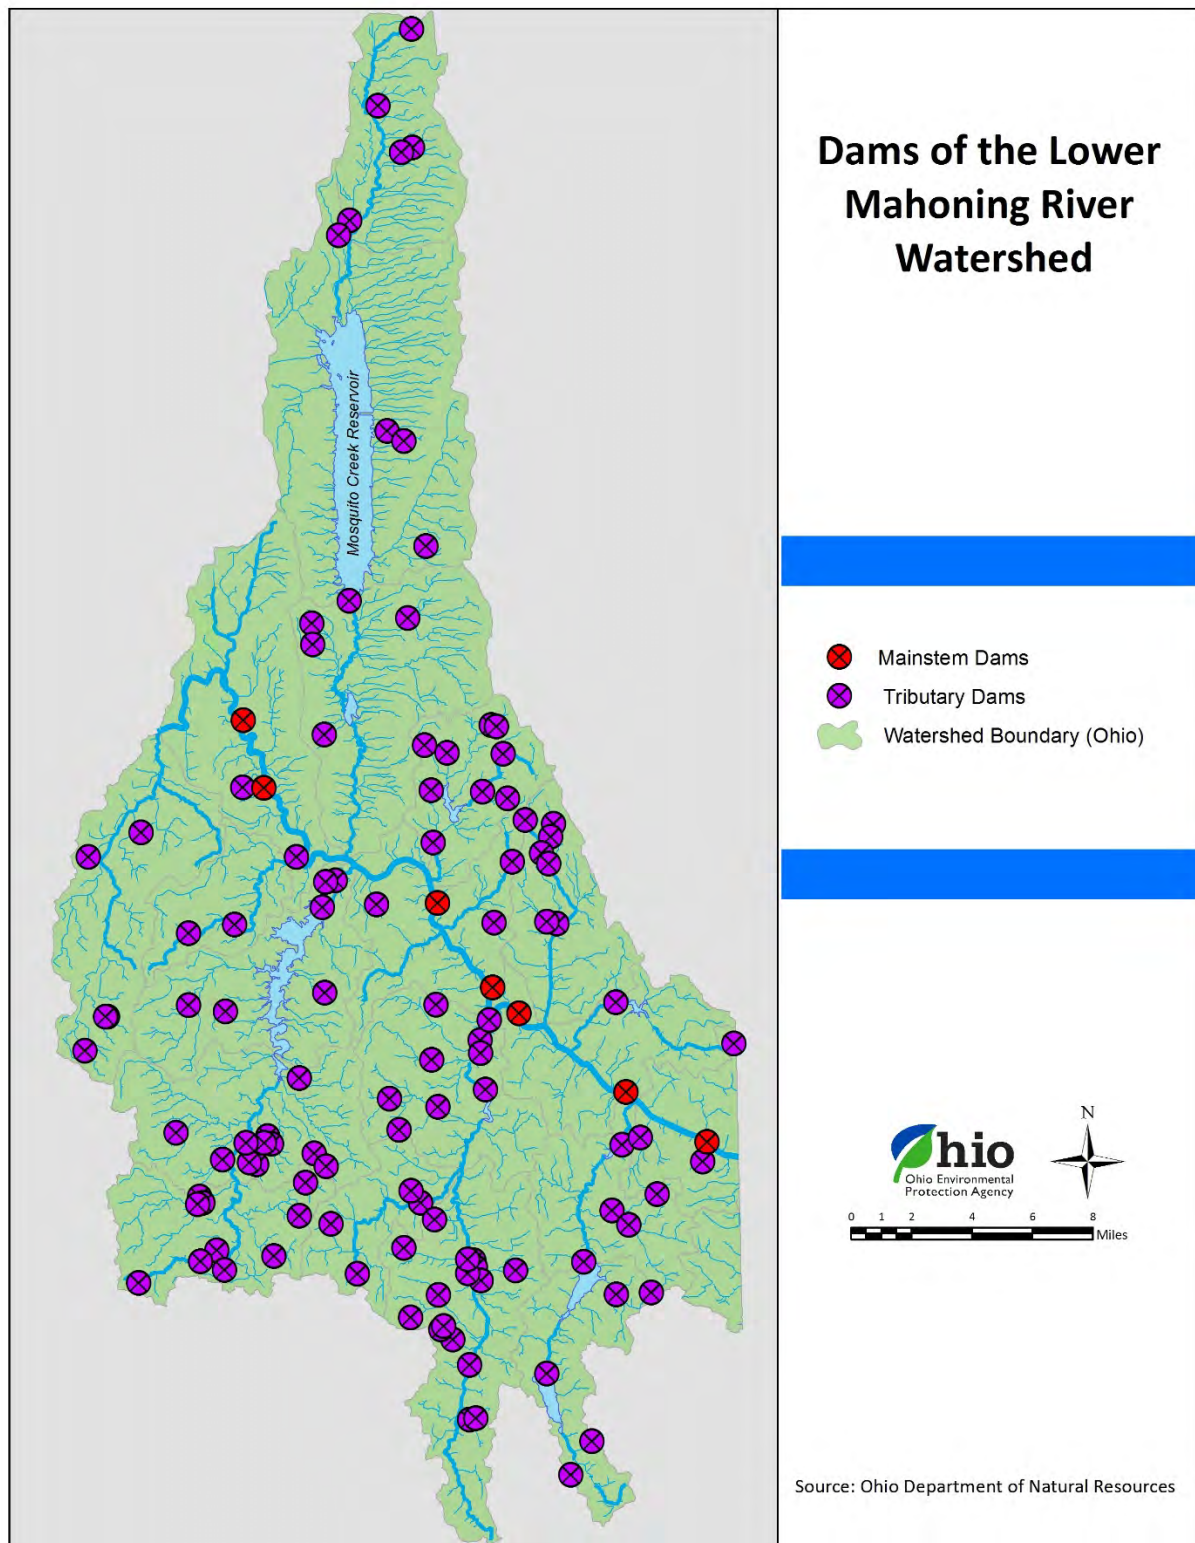 Dams of the Lower
Mahoning River
Watershed
Mosquito Creek Reservoir
Mainstem Dams
Tributary Dams
Watershed Boundary (Ohio)
Ohio
Ohio Environmental
Protection Agency
N
0 1 2 4 6 8
Miles
Source: Ohio Department of Natural Resources